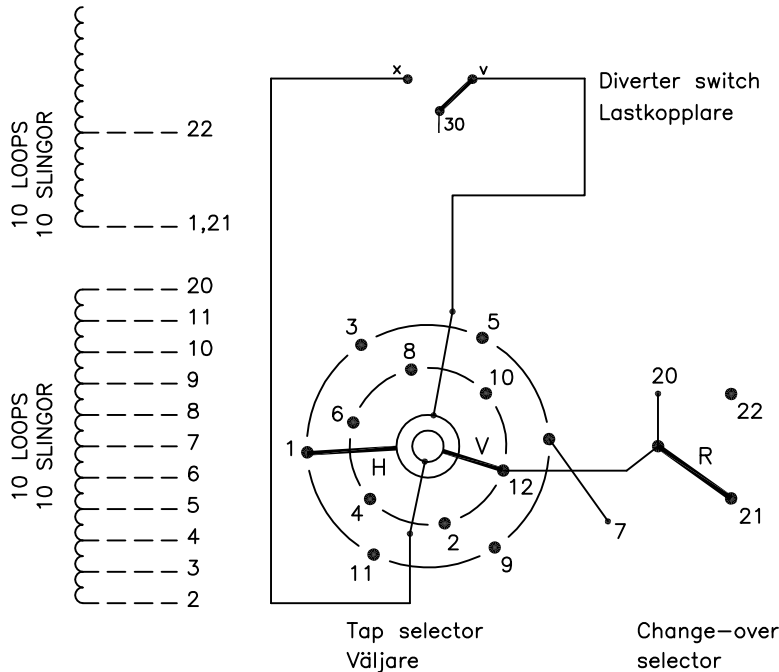 10 LOOPS
10 SLINGOR
22
1,21
20
11
10
9
8
7
6
5
4
3
2
10 LOOPS
10 SLINGOR
x
v
30
Diverter switch
Lastkopplare
3
5
8
10
6
1
H
V
12
4
2
11
9
7
20
22
R
21
Tap selector
Väljare
Change-over
selector